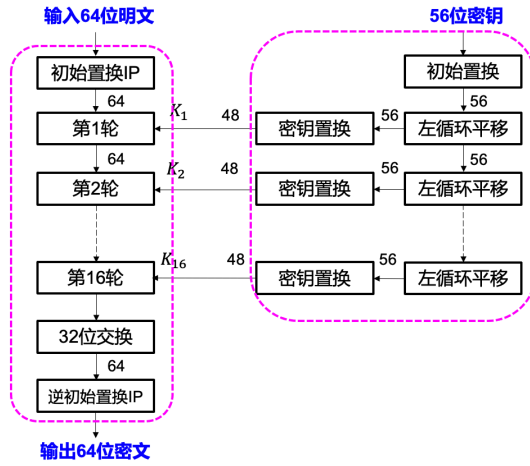 输入64位明文
56位密钥
初始置换IP
初始置换
64
56
K1
48
56
第1轮
密钥置换
左循环平移
64
56
K2
48
56
第2轮
密钥置换
左循环平移
K16
48
56
第16轮
密钥置换
左循环平移
32位交换
64
逆初始置换IP
输出64位密文